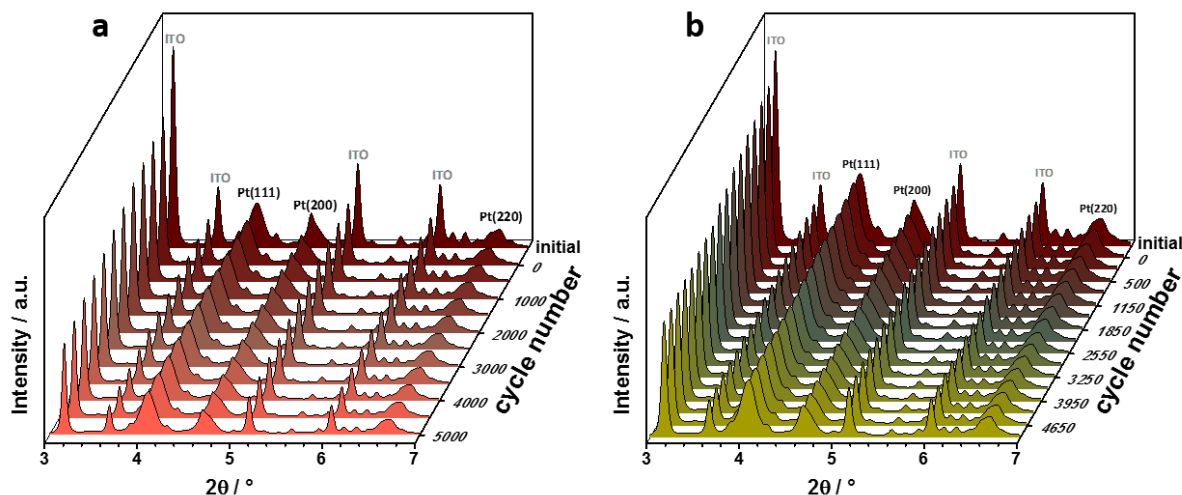 a
ITO
ITO
Pt(111)
Pt(200)
ITO
ITO
Pt(220)
initial
0
1000
2000
3000
4000
5000
cycle number
Intensity / a.u.
3
4
5
6
7
2θ / °
b
ITO
ITO
Pt(111)
Pt(200)
ITO
ITO
Pt(220)
initial
0
500
1150
1850
2550
3250
3950
4650
cycle number
Intensity / a.u.
3
4
5
6
7
2θ / °